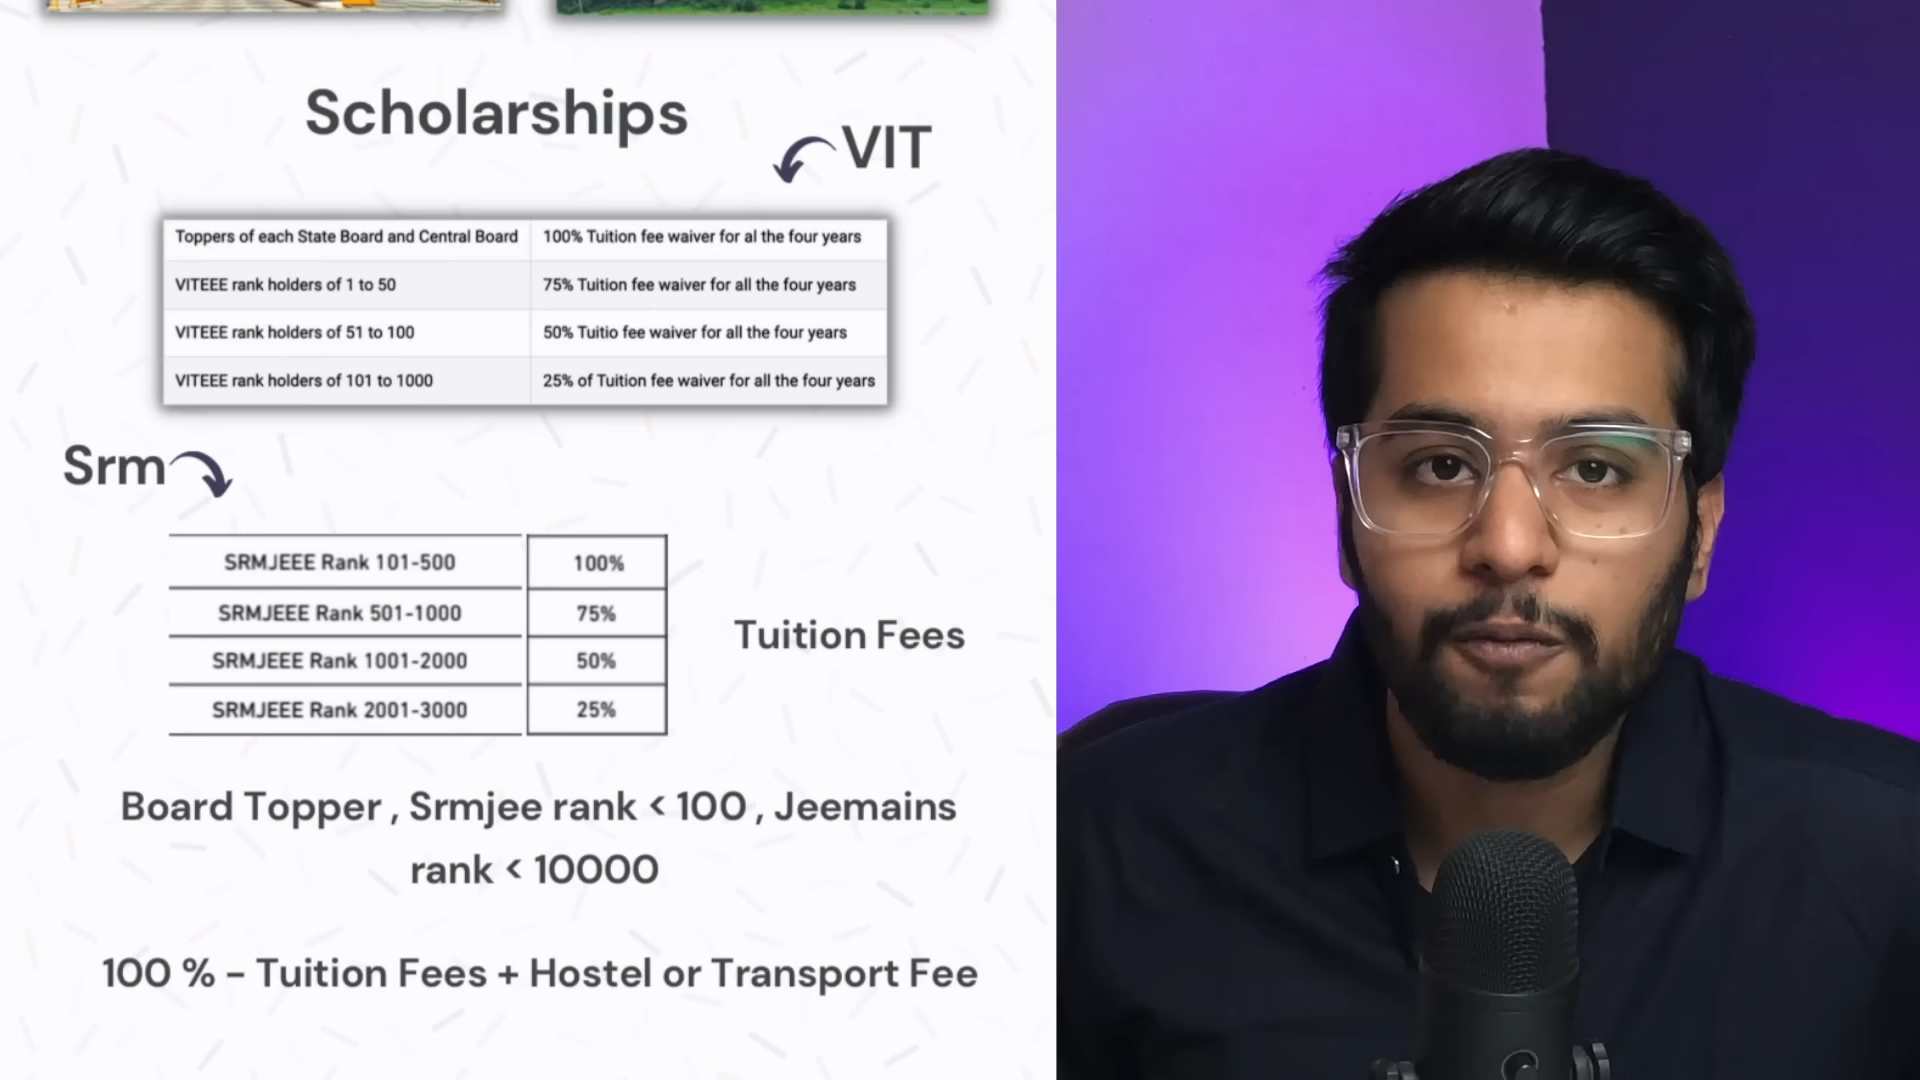 Scholarships
VIT
Toppers of each State Board and Central Board 100% Tuition fee waiver for al the four years
VITEEE rank holders of 1 to 50 75% Tuition fee waiver for all the four years
VITEEE rank holders of 51 to 100 50% Tuitio fee waiver for all the four years
VITEEE rank holders of 101 to 1000 25% of Tuition fee waiver for all the four years
Srm
SRMJEEE Rank 101-500 100%
SRMJEEE Rank 501-1000 75%
SRMJEEE Rank 1001-2000 50%
SRMJEEE Rank 2001-3000 25%
Tuition Fees
Board Topper , Srmjee rank < 100 , Jeemains
rank < 10000
100 % - Tuition Fees + Hostel or Transport Fee